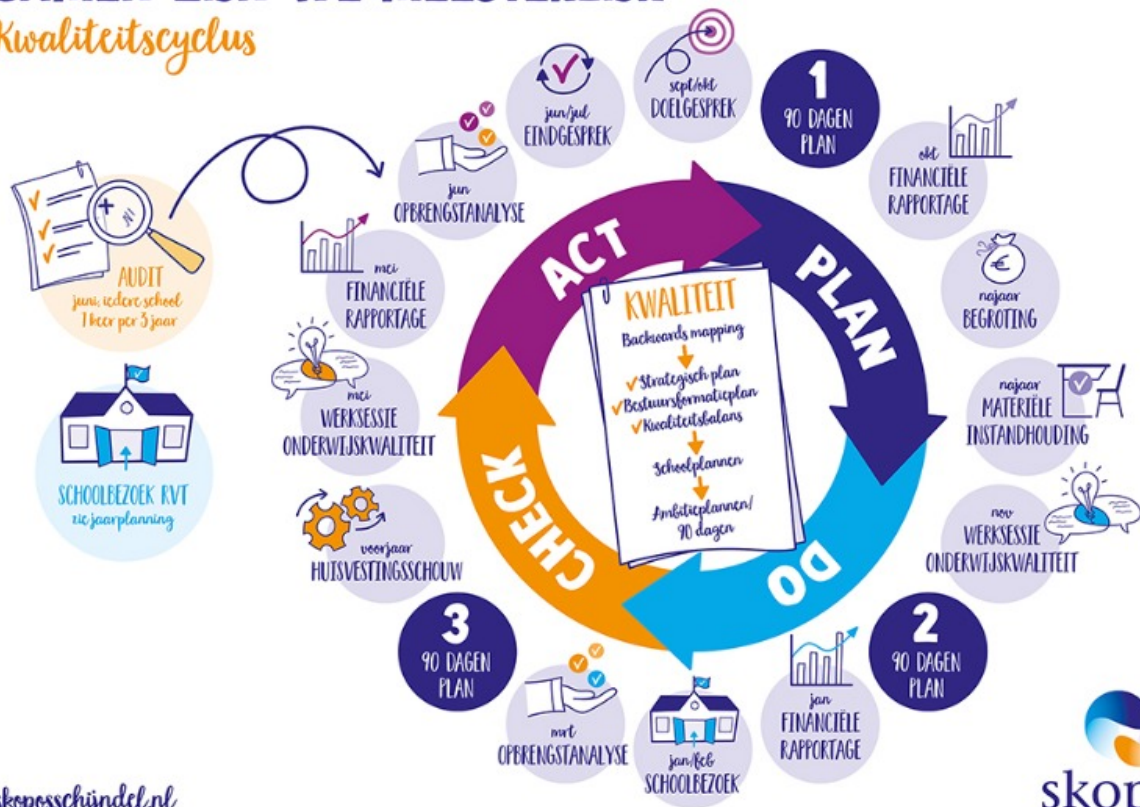 Kwaliteitscyclus
sept/okt
DOELGESPREK
1
90 DAGEN
PLAN
okt
FINANCIËLE
RAPPORTAGE
najaar
BEGROTING
najaar
MATERIËLE
INSTANDHOUDING
nov
WERKSESSIE
ONDERWIJSKWALITEIT
2
90 DAGEN
PLAN
jan
FINANCIËLE
RAPPORTAGE
jan/feb
SCHOOLBEZOEK
mrt
OPBRENGSTANALYSE
3
90 DAGEN
PLAN
voorjaar
HUISVESTINGSSCHOUW
mei
WERKSESSIE
ONDERWIJSKWALITEIT
mei
FINANCIËLE
RAPPORTAGE
jun
OPBRENGSTANALYSE
jun/jul
EINDGESPREK
AUDIT
juni, iedere school
1 keer per 3 jaar
SCHOOLBEZOEK RVT
zie jaarplanning
ACT
PLAN
DO
CHECK
KWALITEIT
Backwards mapping
Strategisch plan
Bestuursformatieplan
Kwaliteitsbalans
Schoolplannen
Ambitieplannen/
90 dagen
skoposschijndel.nl